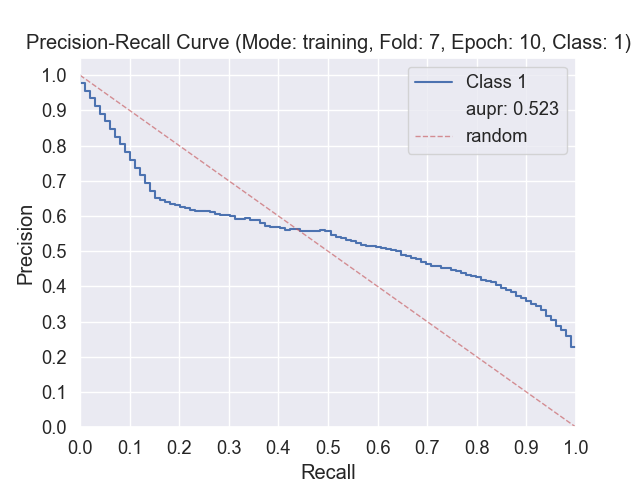 Precision-Recall Curve (Mode: training, Fold: 7, Epoch: 10, Class: 1)
1.0
0.9
0.8
0.7
0.6
0.5
0.4
0.3
0.2
0.1
0.0
Precision
Class 1
aupr: 0.523
random
0.0 0.1 0.2 0.3 0.4 0.5 0.6 0.7 0.8 0.9 1.0
Recall